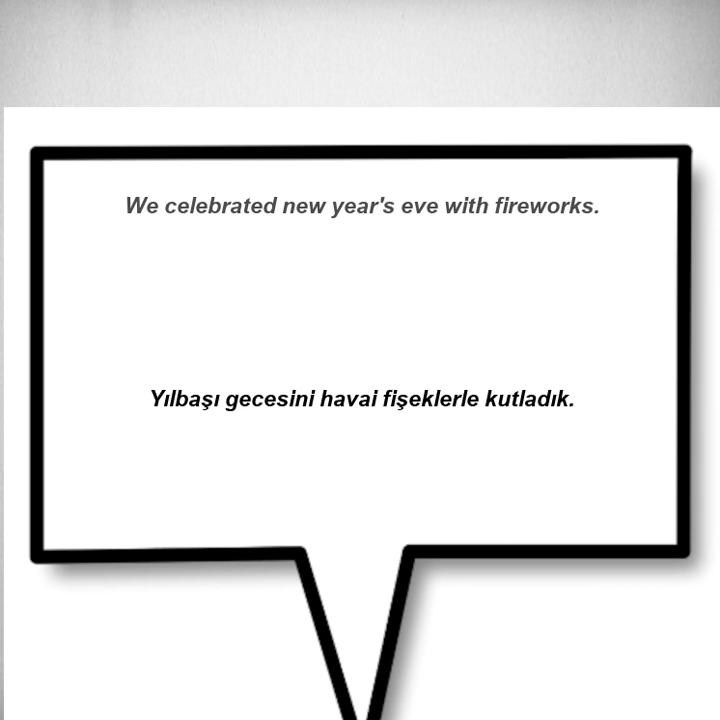 We celebrated new year's eve with fireworks.
Yılbaşı gecesini havai fişeklerle kutladık.